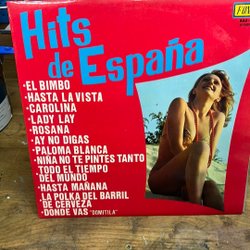 Hits
de España
• EL BIMBO
• HASTA LA VISTA
• CAROLINA
• LADY LAY
• ROSANA
• AY NO DIGAS
• PALOMA BLANCA
• NIÑA NO TE PINTES TANTO
TODO EL TIEMPO
DEL MUNDO
• HASTA MAÑANA
LA POLKA DEL BARRIL
DE CERVEZA
• DONDE VAS "DOMITILA"